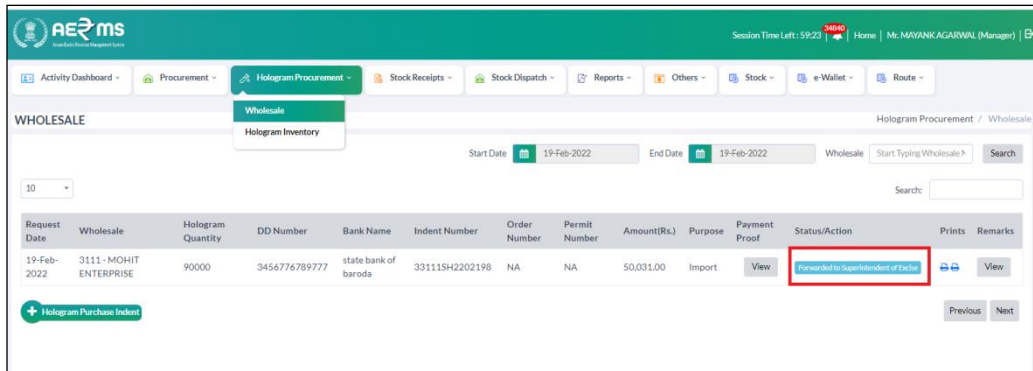 AERMS
Session Time Left : 59:23 34840 | Home | Mr. MAYANK AGARWAL (Manager) |
Activity Dashboard Procurement Hologram Procurement Stock Receipts Stock Dispatch Reports Others Stock e-Wallet Route
Wholesale
Hologram Inventory
WHOLESALE Hologram Procurement / Wholesale
Start Date 19-Feb-2022 End Date 19-Feb-2022 Wholesale Start Typing Wholesale N Search
10 Search:
Request Date Wholesale Hologram Quantity DD Number Bank Name Indent Number Order Number Permit Number Amount(Rs.) Purpose Payment Proof Status/Action Prints Remarks
19-Feb-2022 3111 - MOHIT ENTERPRISE 90000 3456776789777 state bank of baroda 33111SH2202198 NA NA 50,031.00 Import View Forwarded to Superintendent of Excise View
+ Hologram Purchase Indent Previous Next